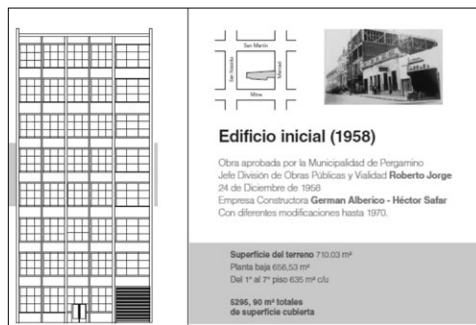 San Martín
San Nicolás
Merced
Mitre
Edificio inicial (1958)
Obra aprobada por la Municipalidad de Pergamino
Jefe División de Obras Públicas y Vialidad Roberto Jorge
24 de Diciembre de 1958
Empresa Constructora German Alberico - Héctor Safar
Con diferentes modificaciones hasta 1970.
Superficie del terreno 710.03 m²
Planta baja 656,53 m²
Del 1° al 7° piso 635 m² c/u
5295, 90 m² totales
de superficie cubierta